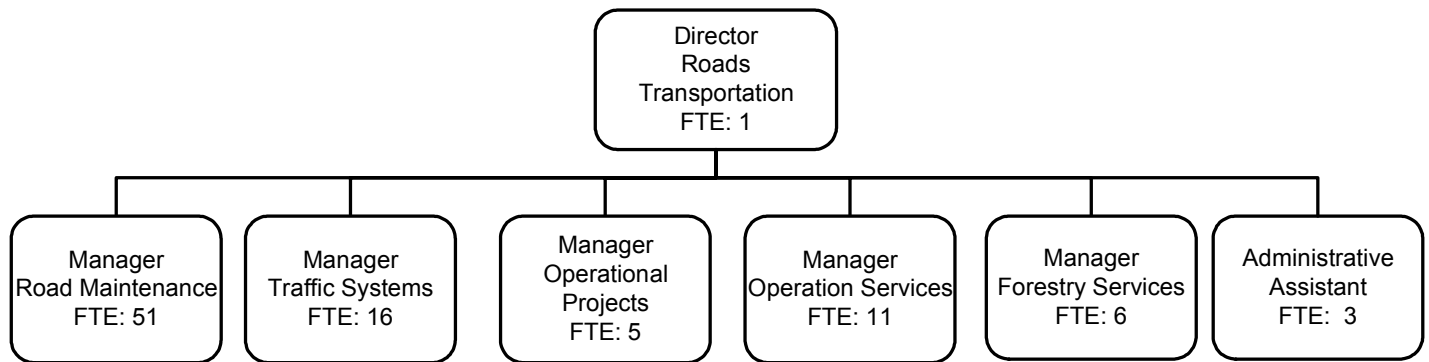 Director
Roads
Transportation
FTE: 1
Manager
Road Maintenance
FTE: 51
Manager
Traffic Systems
FTE: 16
Manager
Operational
Projects
FTE: 5
Manager
Operation Services
FTE: 11
Manager
Forestry Services
FTE: 6
Administrative
Assistant
FTE:  3